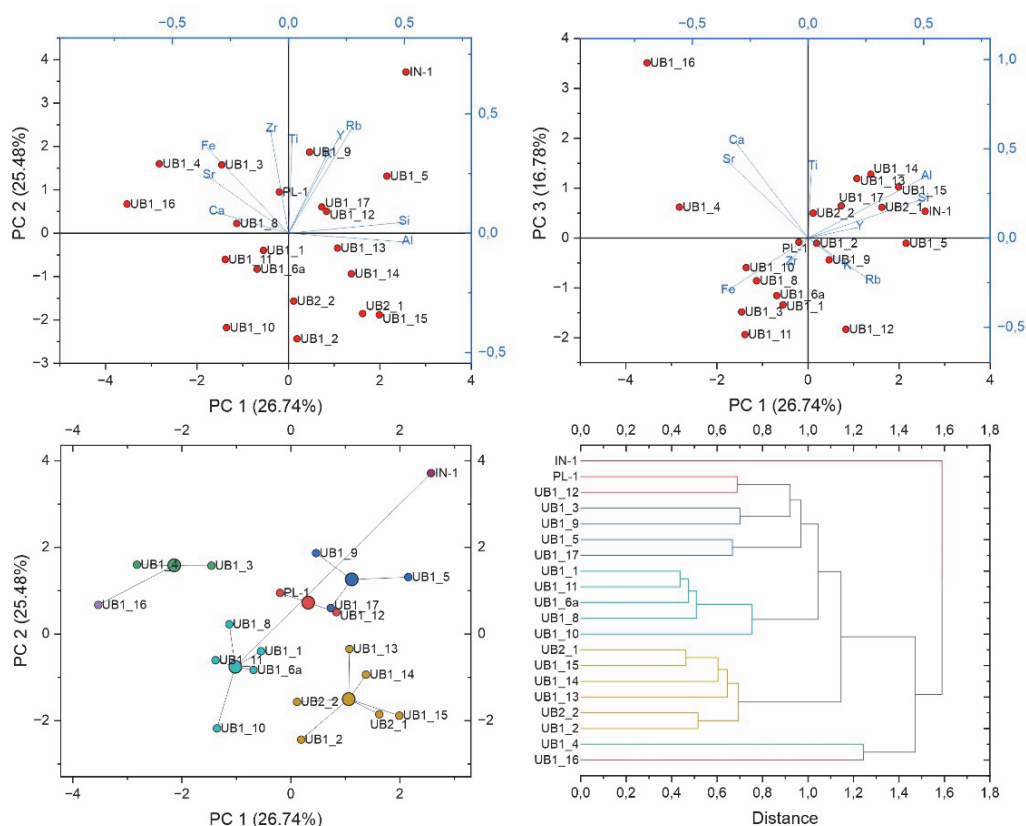 −0,5 0,0 0,5
−4 −2 0 2 4
4
3
2
1
0
−1
−2
−3
PC 2 (25.48%)
0,5
0,0
−0,5
IN-1
Zr
Ti
Y
Rb
Fe
UB1_9
UB1_4
UB1_3
Sr
UB1_5
PL-1
UB1_16
UB1_17
UB1_12
Ca
UB1_8
Si
Al
UB1_1
UB1_13
UB1_11
UB1_6a
UB1_14
UB2_2
UB2_1
UB1_15
UB1_10
UB1_2
−4 −2 0 2 4
PC 1 (26.74%)
−0,5 0,0 0,5
4
3
2
1
0
−1
−2
PC 3 (16.78%)
1,0
0,5
0,0
−0,5
UB1_16
Ca
Sr
Ti
UB1_14
UB1_13
Al
UB1_15
UB1_4
UB1_17
Si
UB2_1
IN-1
UB2_2
Y
PL-1
UB1_2
UB1_5
Zr
UB1_9
K
UB1_10
Rb
UB1_8
Fe
UB1_6a
UB1_3
UB1_1
UB1_12
UB1_11
−4 −2 0 2 4
PC 1 (26.74%)
−4 −2 0 2
4
2
0
−2
PC 2 (25.48%)
4
2
0
−2
IN-1
UB1_9
UB1_4
UB1_3
UB1_5
PL-1
UB1_16
UB1_17
UB1_12
UB1_8
UB1_1
UB1_13
UB1_11
UB1_6a
UB1_14
UB2_2
UB1_15
UB2_1
UB1_10
UB1_2
−4 −2 0 2
PC 1 (26.74%)
0,0 0,2 0,4 0,6 0,8 1,0 1,2 1,4 1,6 1,8
IN-1
PL-1
UB1_12
UB1_3
UB1_9
UB1_5
UB1_17
UB1_1
UB1_11
UB1_6a
UB1_8
UB1_10
UB2_1
UB1_15
UB1_14
UB1_13
UB2_2
UB1_2
UB1_4
UB1_16
0,0 0,2 0,4 0,6 0,8 1,0 1,2 1,4 1,6 1,8
Distance